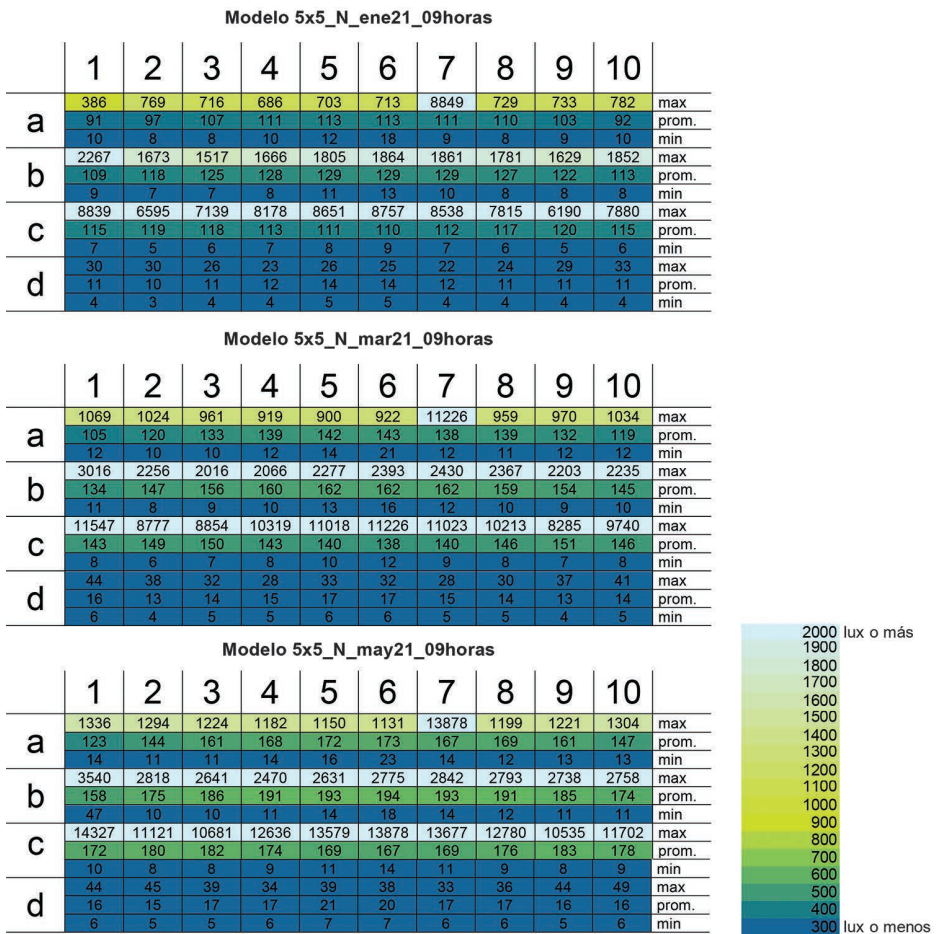 Modelo 5x5_N_ene21_09horas
1 2 3 4 5 6 7 8 9 10
386 769 716 686 703 713 8849 729 733 782 max
a 91 97 107 111 113 113 111 110 103 92 prom.
10 8 8 10 12 18 9 8 9 10 min
2267 1673 1517 1666 1805 1864 1861 1781 1629 1852 max
b 109 118 125 128 129 129 129 127 122 113 prom.
9 7 7 8 11 13 10 8 8 8 min
8839 6595 7139 8178 8651 8757 8538 7815 6190 7880 max
c 115 119 118 113 111 110 112 117 120 115 prom.
7 5 6 7 8 9 7 6 5 6 min
30 30 26 23 26 25 22 24 29 33 max
d 11 10 11 12 14 14 12 11 11 11 prom.
4 3 4 4 5 5 4 4 4 4 min
Modelo 5x5_N_mar21_09horas
1 2 3 4 5 6 7 8 9 10
1069 1024 961 919 900 922 11226 959 970 1034 max
a 105 120 133 139 142 143 138 139 132 119 prom.
12 10 10 12 14 21 12 11 12 12 min
3016 2256 2016 2066 2277 2393 2430 2367 2203 2235 max
b 134 147 156 160 162 162 162 159 154 145 prom.
11 8 9 10 13 16 12 10 9 10 min
11547 8777 8854 10319 11018 11226 11023 10213 8285 9740 max
c 143 149 150 143 140 138 140 146 151 146 prom.
8 6 7 8 10 12 9 8 7 8 min
44 38 32 28 33 32 28 30 37 41 max
d 16 13 14 15 17 17 15 14 13 14 prom.
6 4 5 5 6 6 5 5 4 5 min
Modelo 5x5_N_may21_09horas
1 2 3 4 5 6 7 8 9 10
1336 1294 1224 1182 1150 1131 13878 1199 1221 1304 max
a 123 144 161 168 172 173 167 169 161 147 prom.
14 11 11 14 16 23 14 12 13 13 min
3540 2818 2641 2470 2631 2775 2842 2793 2738 2758 max
b 158 175 186 191 193 194 193 191 185 174 prom.
47 10 10 11 14 18 14 12 11 11 min
14327 11121 10681 12636 13579 13878 13677 12780 10535 11702 max
c 172 180 182 174 169 167 169 176 183 178 prom.
10 8 8 9 11 14 11 9 8 9 min
44 45 39 34 39 38 33 36 44 49 max
d 16 15 17 17 21 20 17 17 16 16 prom.
6 5 5 6 7 7 6 6 5 6 min
2000 lux o más
1900
1800
1700
1600
1500
1400
1300
1200
1100
1000
900
800
700
600
500
400
300 lux o menos